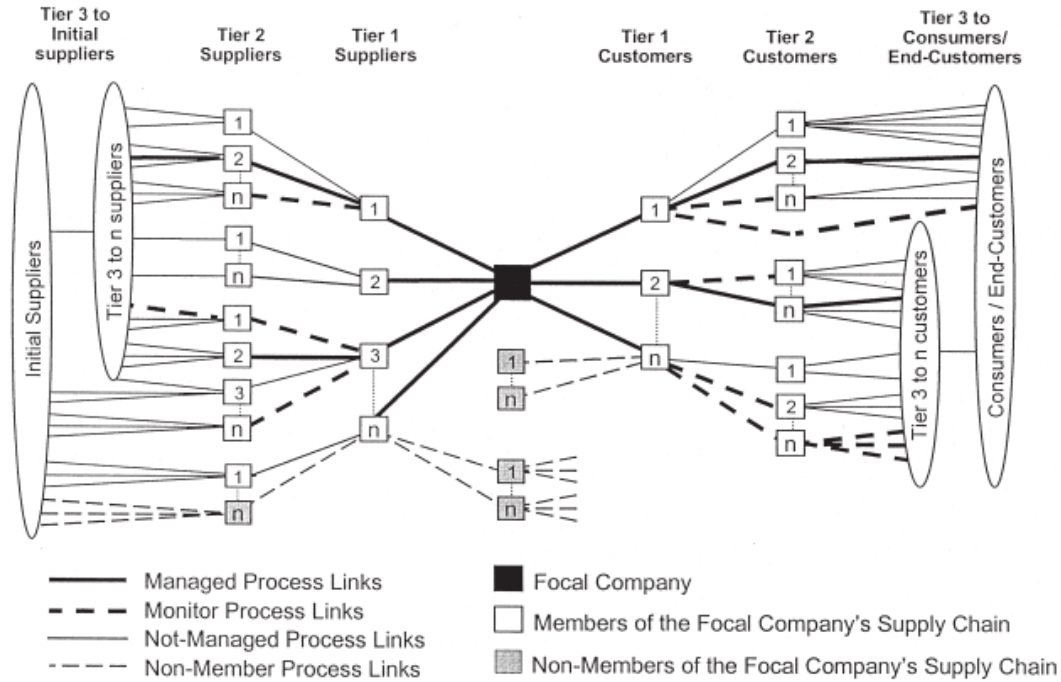 Tier 3 to
Initial
suppliers
Tier 2
Suppliers
Tier 1
Suppliers
Tier 1
Customers
Tier 2
Customers
Tier 3 to
Consumers/
End-Customers
Initial Suppliers
Tier 3 to n suppliers
1
2
n
1
n
1
2
3
n
1
n
1
2
3
n
1
n
1
n
1
2
n
1
2
n
1
n
1
2
n
Tier 3 to n customers
Consumers / End-Customers
Managed Process Links
Monitor Process Links
Not-Managed Process Links
Non-Member Process Links
Focal Company
Members of the Focal Company's Supply Chain
Non-Members of the Focal Company's Supply Chain